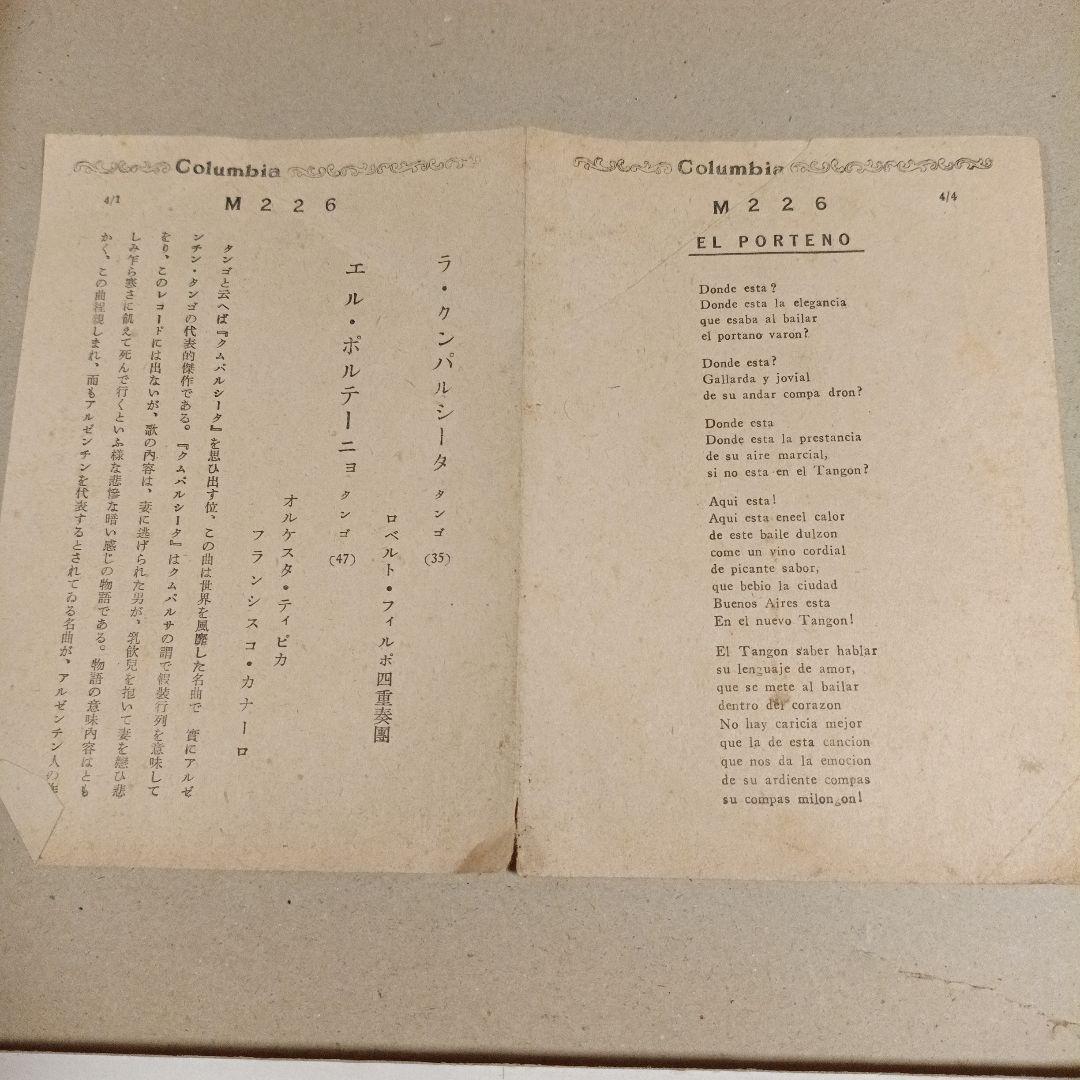 Columbia
4/1
M226
ラ・クンパルシータ タンゴ (35)
ロベルト・フィルポ四重奏團
エル・ポルテーニョ タンゴ (47)
オルケスタ・ティピカ
フランシスコ・カナーロ
タンゴと云へば『クムパルシータ』を思ひ出す位、この曲は世界を風靡した名曲で 實にアルゼ
ンチン・タンゴの代表的傑作である。『クムパルシータ』はクムパルサの謂で假裝行列を意味して
をり、このレコードには出ないが、歌の内容は、妻に逃げられた男が、乳飮兒を抱いて妻を戀ひ悲
しみ乍ら寒さに飢えて死んで行くといふ樣な悲慘な暗い感じの物語である。物語の意味内容はとも
かく、この曲程親しまれ、而もアルゼンチンを代表するとされてゐる名曲が、アルゼンチン人の作
Columbia
4/4
M226
EL PORTENO
Donde esta?
Donde esta la elegancia
que esaba al bailar
el portano varon?
Donde esta?
Gallarda y jovial
de su andar compa dron?
Donde esta
Donde esta la prestancia
de su aire marcial,
si no esta en el Tangon?
Aqui esta!
Aqui esta eneel calor
de este baile dulzon
come un vino cordial
de picante sabor,
que bebio la ciudad
Buenos Aires esta
En el nuevo Tangon!
El Tangon saber hablar
su lenguaje de amor,
que se mete al bailar
dentro del corazon
No hay caricia mejor
que la de esta cancion
que nos da la emocion
de su ardiente compas
su compas milongon!